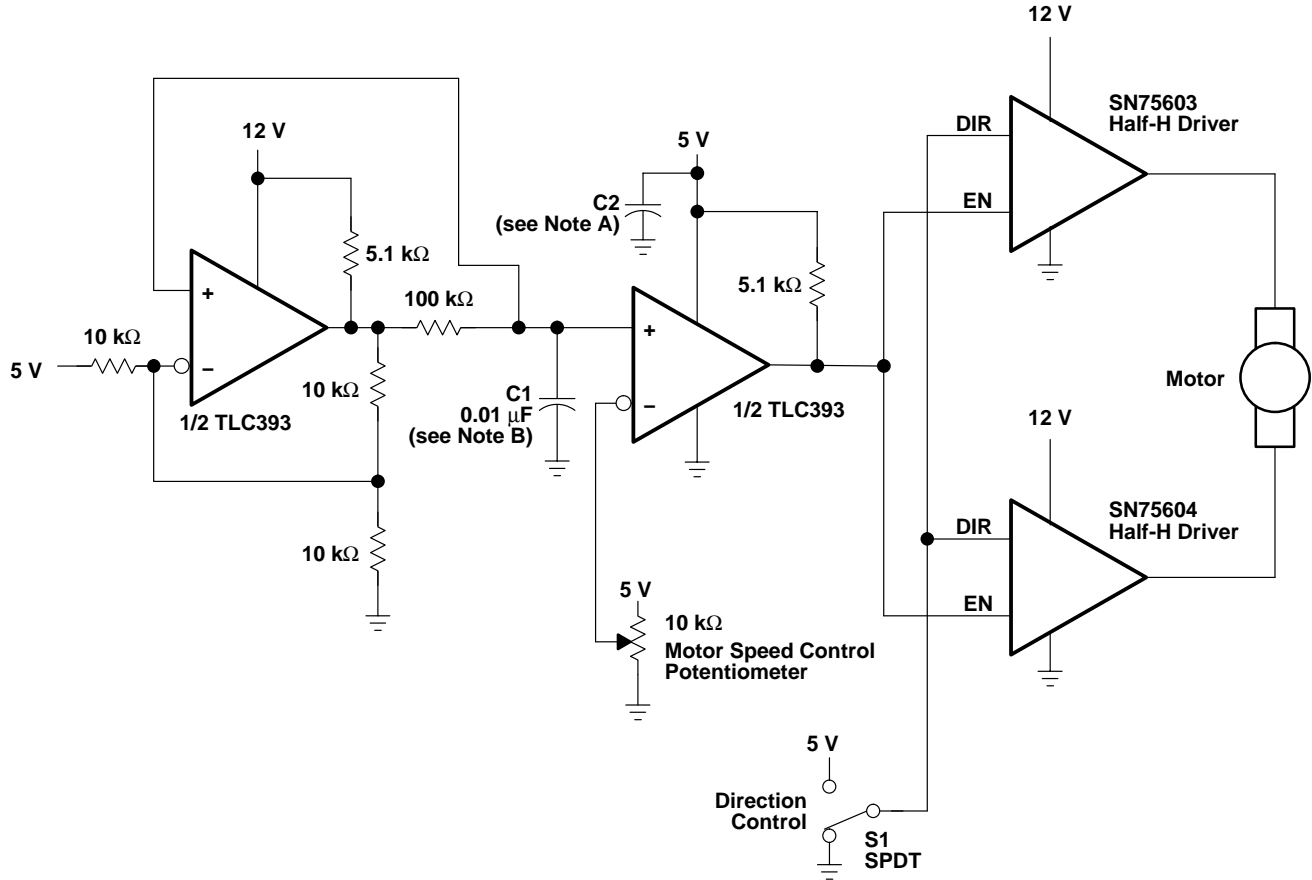 12 V
SN75603
Half-H Driver
DIR
EN
12 V
5 V
C2
(see Note A)
5.1 kΩ
5.1 kΩ
100 kΩ
10 kΩ
5 V
+
−
1/2 TLC393
10 kΩ
C1
0.01 μF
(see Note B)
+
−
1/2 TLC393
Motor
12 V
SN75604
Half-H Driver
DIR
EN
10 kΩ
5 V
10 kΩ
Motor Speed Control
Potentiometer
5 V
Direction
Control
S1
SPDT